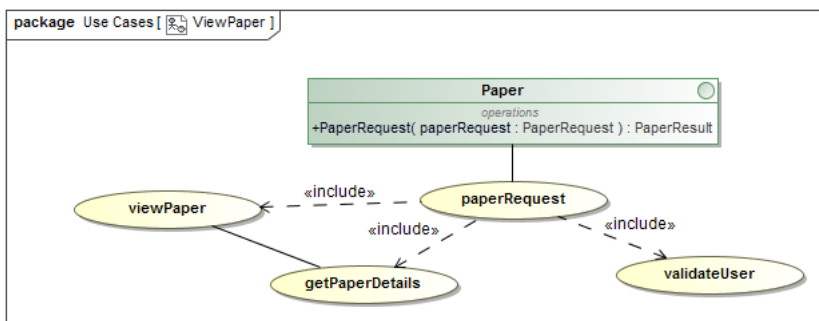 package Use Cases [ ViewPaper ]
Paper
operations
+PaperRequest( paperRequest : PaperRequest ) : PaperResult
«include»
viewPaper
paperRequest
«include»
«include»
getPaperDetails
validateUser